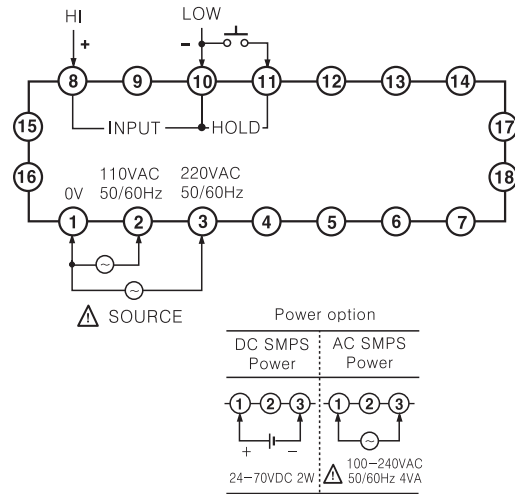 HI LOW
+ −
8 9 10 11 12 13 14
INPUT HOLD
15 17
16 18
110VAC 220VAC
0V 50/60Hz 50/60Hz
1 2 3 4 5 6 7
~
~
⚠ SOURCE
Power option
DC SMPS AC SMPS
Power Power
1 2 3 1 2 3
+ − ~
24−70VDC 2W ⚠ 100−240VAC
50/60Hz 4VA